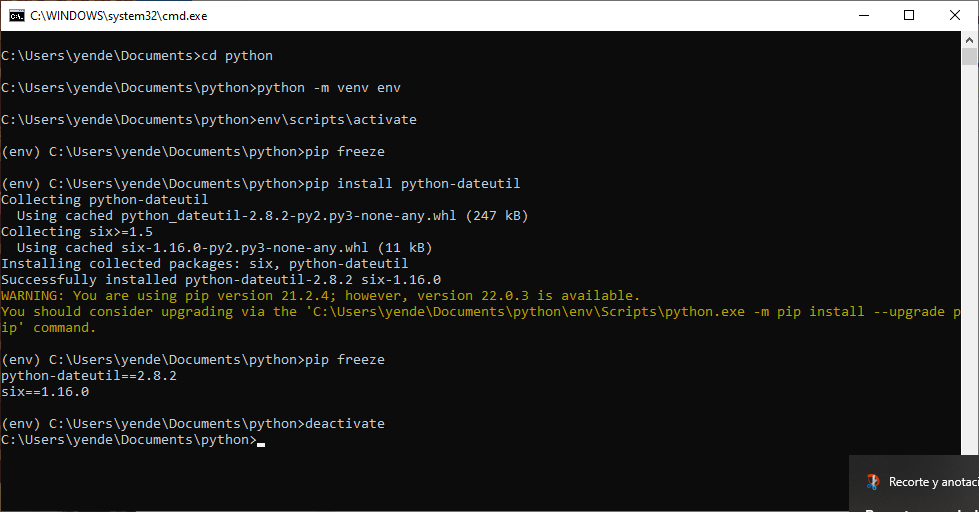 C:\WINDOWS\system32\cmd.exe
C:\Users\yende\Documents>cd python
C:\Users\yende\Documents\python>python -m venv env
C:\Users\yende\Documents\python>env\scripts\activate
(env) C:\Users\yende\Documents\python>pip freeze
(env) C:\Users\yende\Documents\python>pip install python-dateutil
Collecting python-dateutil
  Using cached python_dateutil-2.8.2-py2.py3-none-any.whl (247 kB)
Collecting six>=1.5
  Using cached six-1.16.0-py2.py3-none-any.whl (11 kB)
Installing collected packages: six, python-dateutil
Successfully installed python-dateutil-2.8.2 six-1.16.0
WARNING: You are using pip version 21.2.4; however, version 22.0.3 is available.
You should consider upgrading via the 'C:\Users\yende\Documents\python\env\Scripts\python.exe -m pip install --upgrade p
ip' command.
(env) C:\Users\yende\Documents\python>pip freeze
python-dateutil==2.8.2
six==1.16.0
(env) C:\Users\yende\Documents\python>deactivate
C:\Users\yende\Documents\python>
Recorte y anotaci